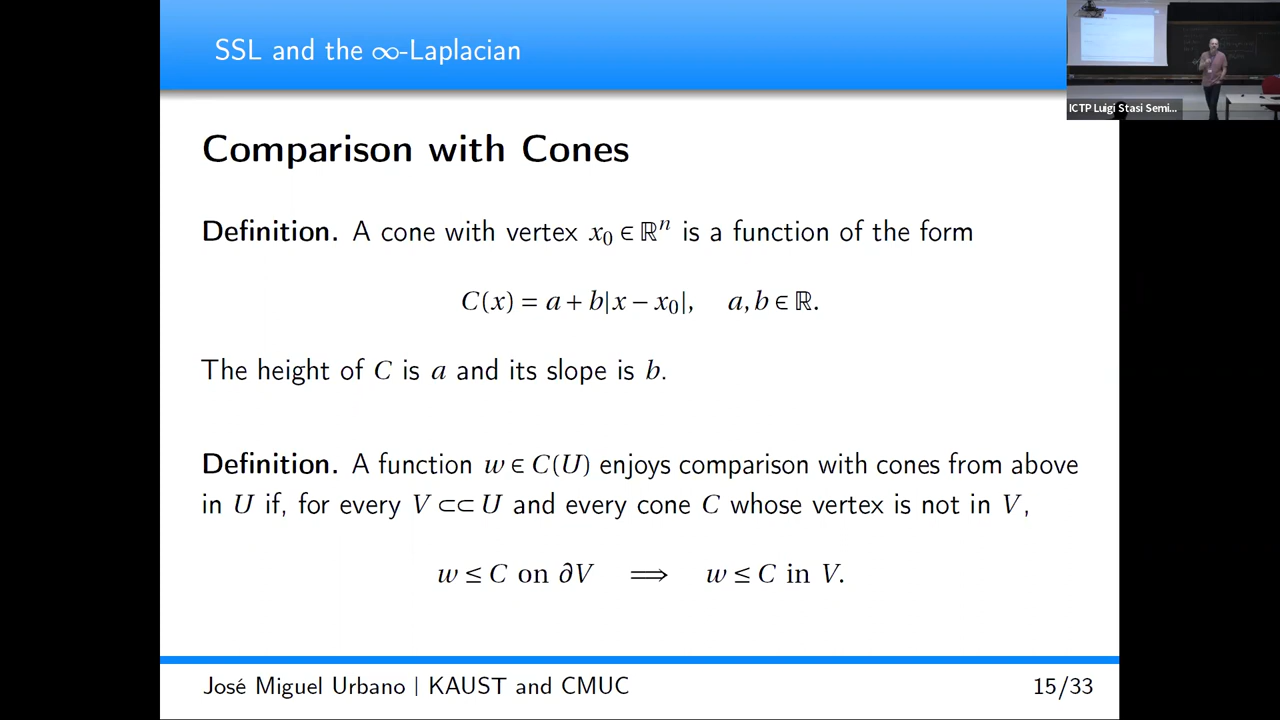 SSL and the ∞-Laplacian
ICTP Luigi Stasi Semi...
Comparison with Cones
Definition. A cone with vertex x₀ ∈ ℝⁿ is a function of the form
C(x) = a + b|x − x₀|, a, b ∈ ℝ.
The height of C is a and its slope is b.
Definition. A function w ∈ C(U) enjoys comparison with cones from above
in U if, for every V ⊂⊂ U and every cone C whose vertex is not in V,
w ≤ C on ∂V ⟹ w ≤ C in V.
José Miguel Urbano | KAUST and CMUC
15/33